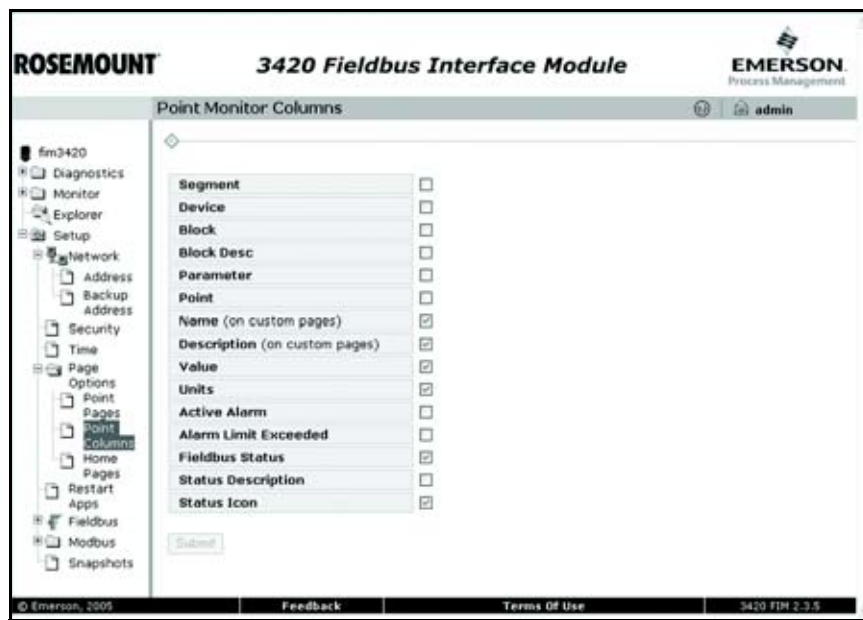 ROSEMOUNT
3420 Fieldbus Interface Module
EMERSON
Process Management
Point Monitor Columns
admin
fim3420
Diagnostics
Monitor
Explorer
Setup
Network
Address
Backup
Address
Security
Time
Page
Options
Point
Pages
Point
Columns
Home
Pages
Restart
Apps
Fieldbus
Modbus
Snapshots
Segment
Device
Block
Block Desc
Parameter
Point
Name (on custom pages)
Description (on custom pages)
Value
Units
Active Alarm
Alarm Limit Exceeded
Fieldbus Status
Status Description
Status Icon
Submit
© Emerson, 2005
Feedback
Terms Of Use
3420 FIM 2.3.5